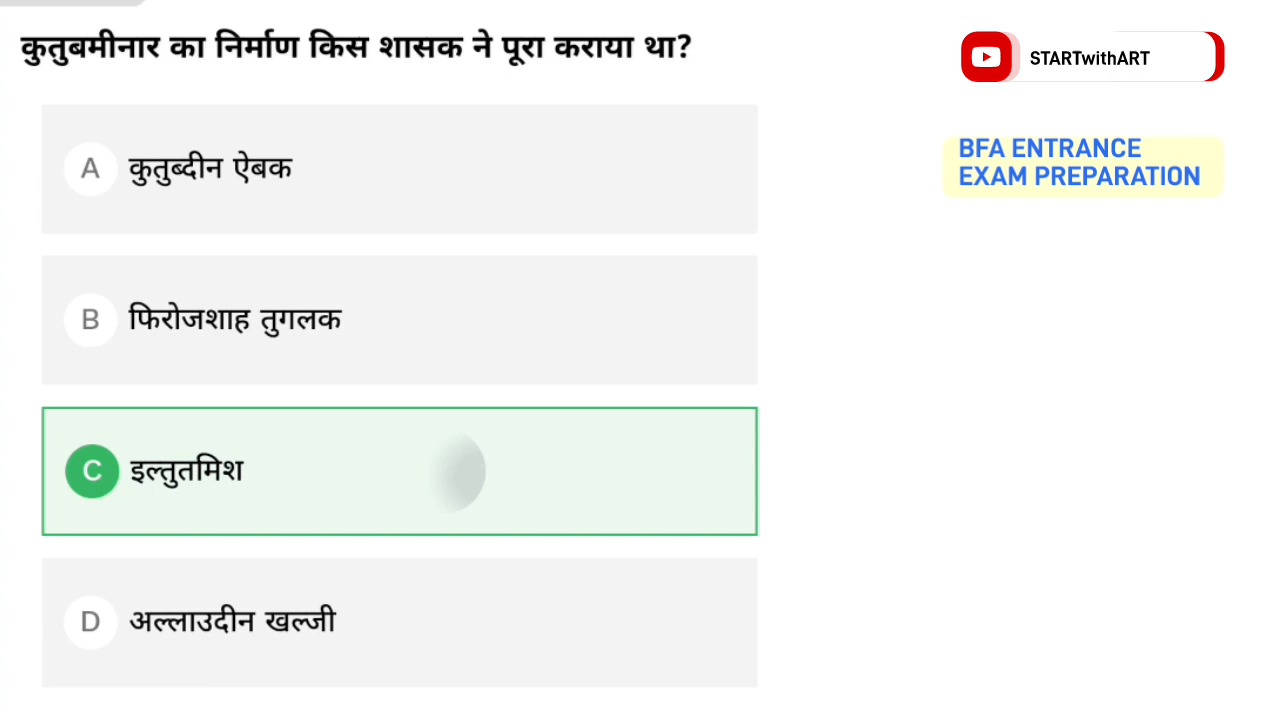 कुतुबमीनार का निर्माण किस शासक ने पूरा कराया था?
STARTwithART
BFA ENTRANCE
EXAM PREPARATION
A कुतुब्दीन ऐबक
B फिरोजशाह तुगलक
C इल्तुतमिश
D अल्लाउदीन खल्जी